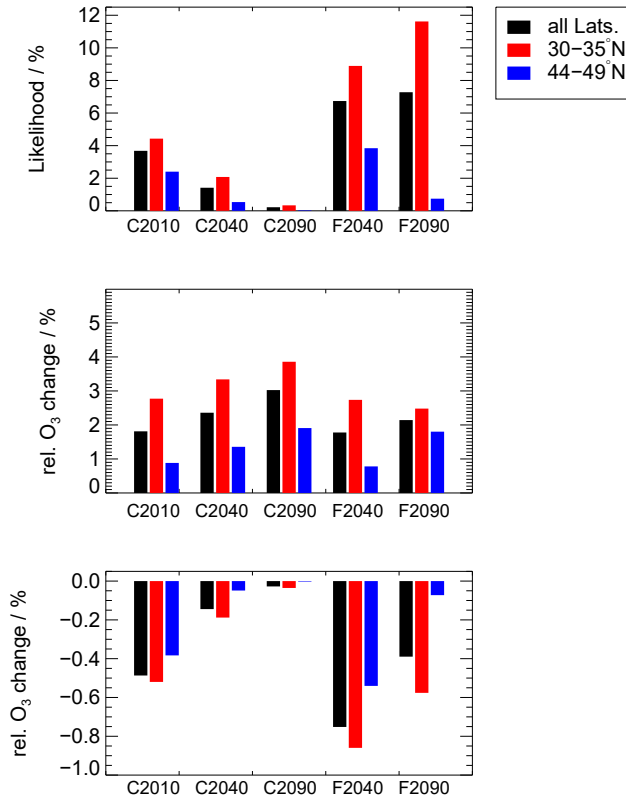 12
10
8
6
4
2
0
Likelihood / %
C2010 C2040 C2090 F2040 F2090
all Lats.
30−35°N
44−49°N
5
4
3
2
1
0
rel. O₃ change / %
C2010 C2040 C2090 F2040 F2090
0.0
−0.2
−0.4
−0.6
−0.8
−1.0
rel. O₃ change / %
C2010 C2040 C2090 F2040 F2090